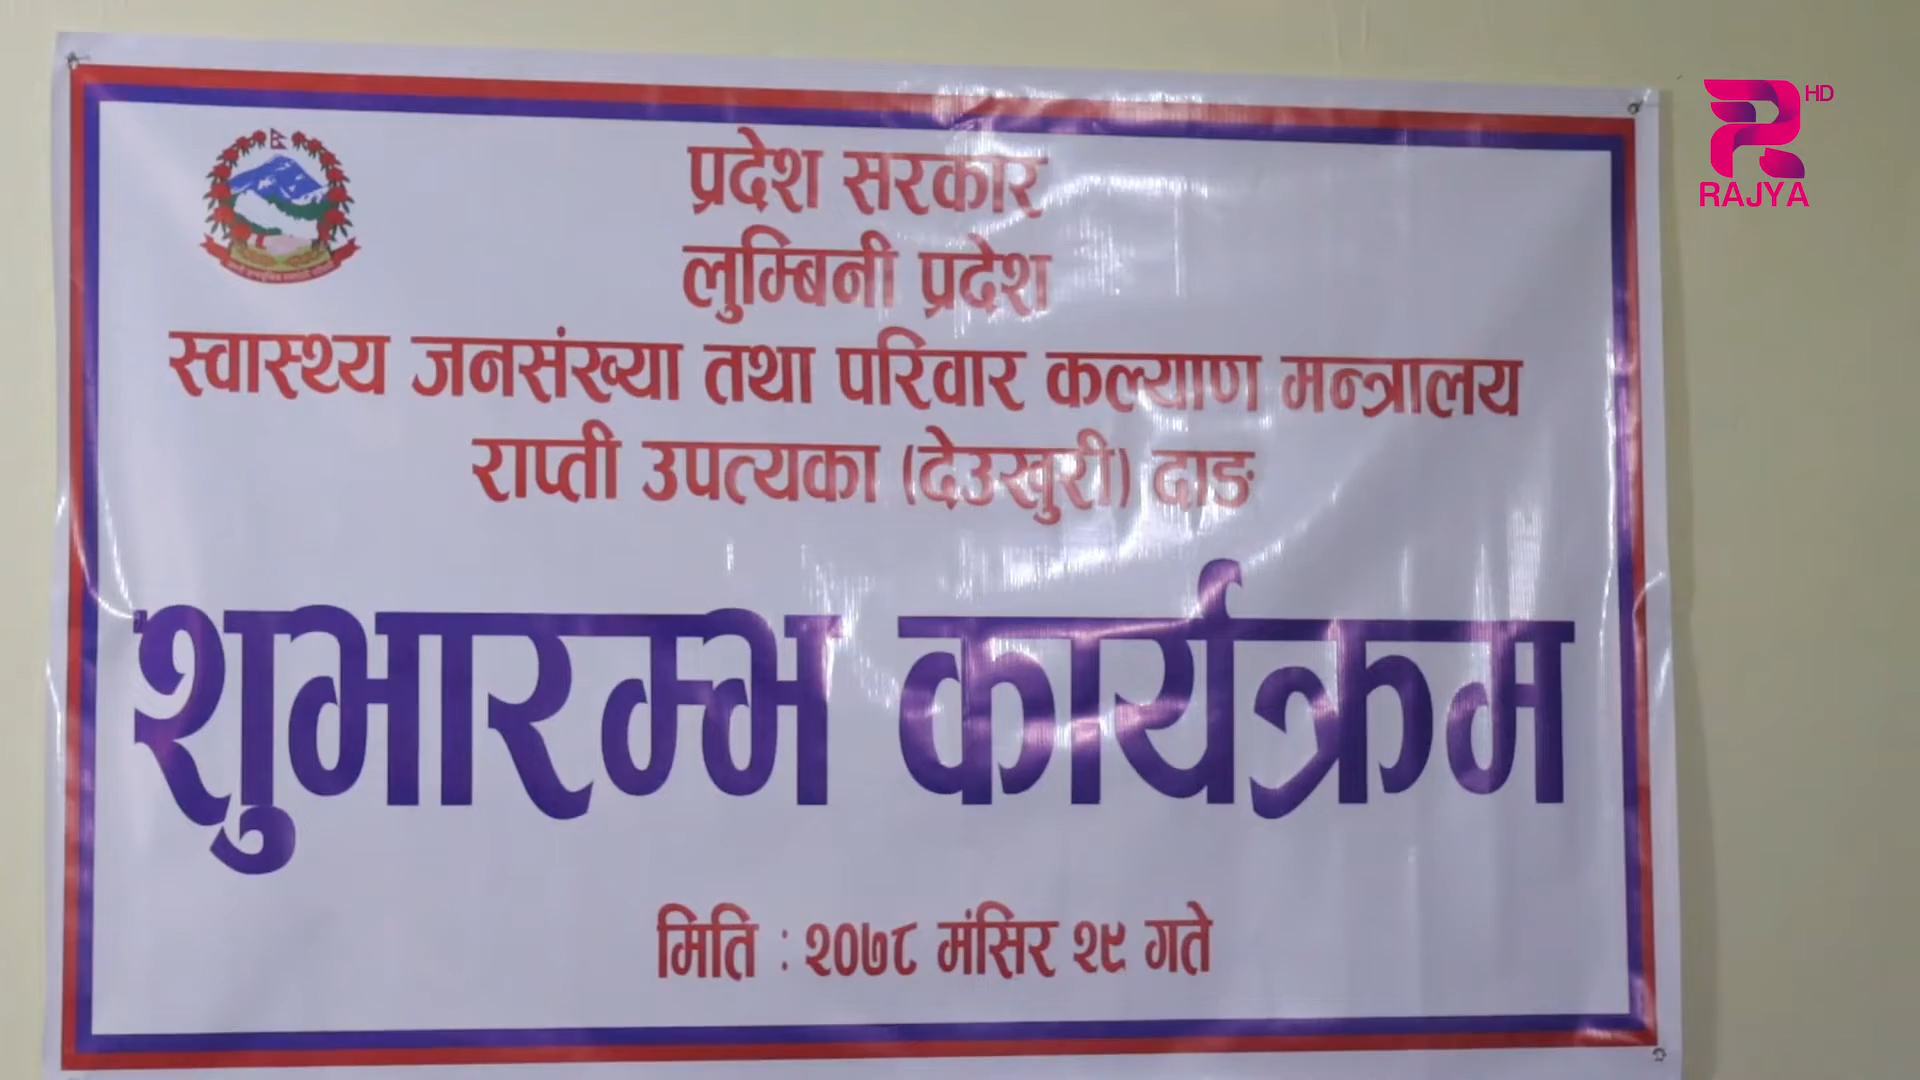 प्रदेश सरकार
लुम्बिनी प्रदेश
स्वास्थ्य जनसंख्या तथा परिवार कल्याण मन्त्रालय
राप्ती उपत्यका (देउखुरी) दाङ
शुभारम्भ कार्यक्रम
मिति : २०७८ मंसिर २९ गते
HD
RAJYA